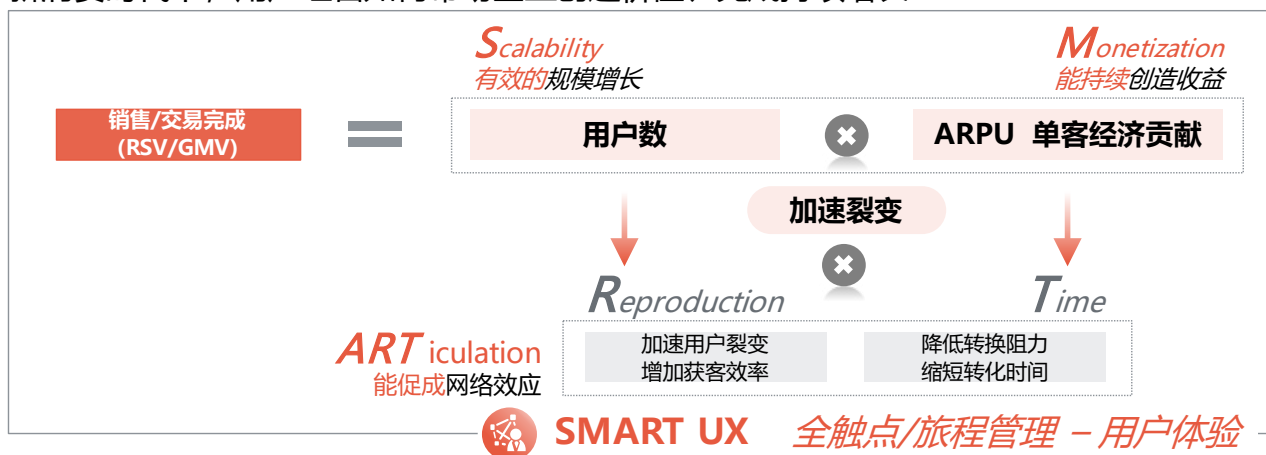 Scalability
有效的规模增长
Monetization
能持续创造收益
销售/交易完成
(RSV/GMV)
用户数
ARPU 单客经济贡献
加速裂变
Reproduction
Time
ART iculation
能促成网络效应
加速用户裂变
增加获客效率
降低转换阻力
缩短转化时间
SMART UX 全触点/旅程管理 – 用户体验